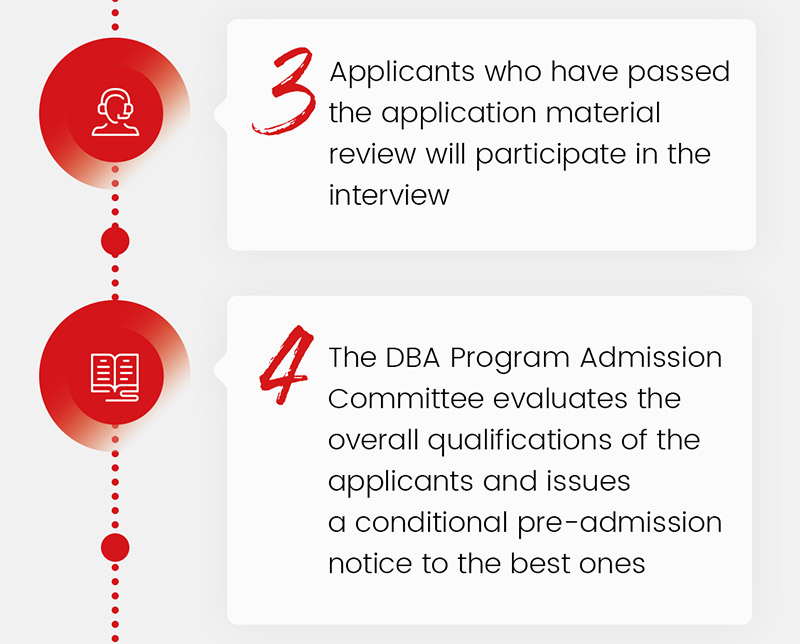 3
Applicants who have passed
the application material
review will participate in the
interview
4
The DBA Program Admission
Committee evaluates the
overall qualifications of the
applicants and issues
a conditional pre-admission
notice to the best ones